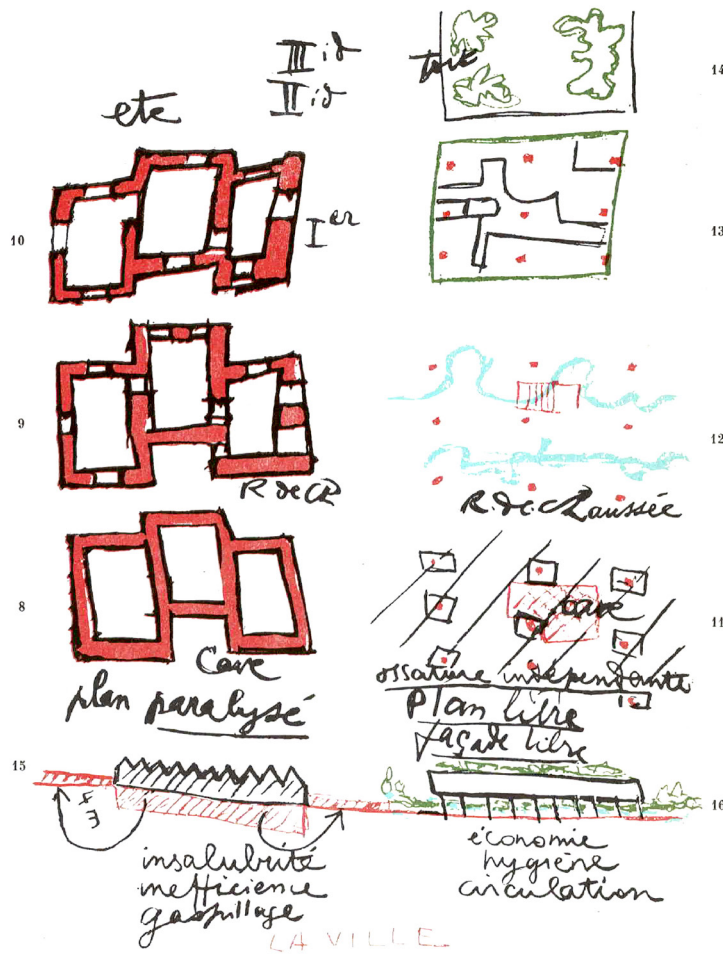 III id
II id
etc
toit
14
10
Ier
13
9
R de Ch
12
R. de. chaussée
8
Cave
cave
11
plan paralysé
ossature indépendante
Plan libre
façade libre
15
16
insalubrité
inefficience
gaspillage
économie
hygiène
circulation
LA VILLE